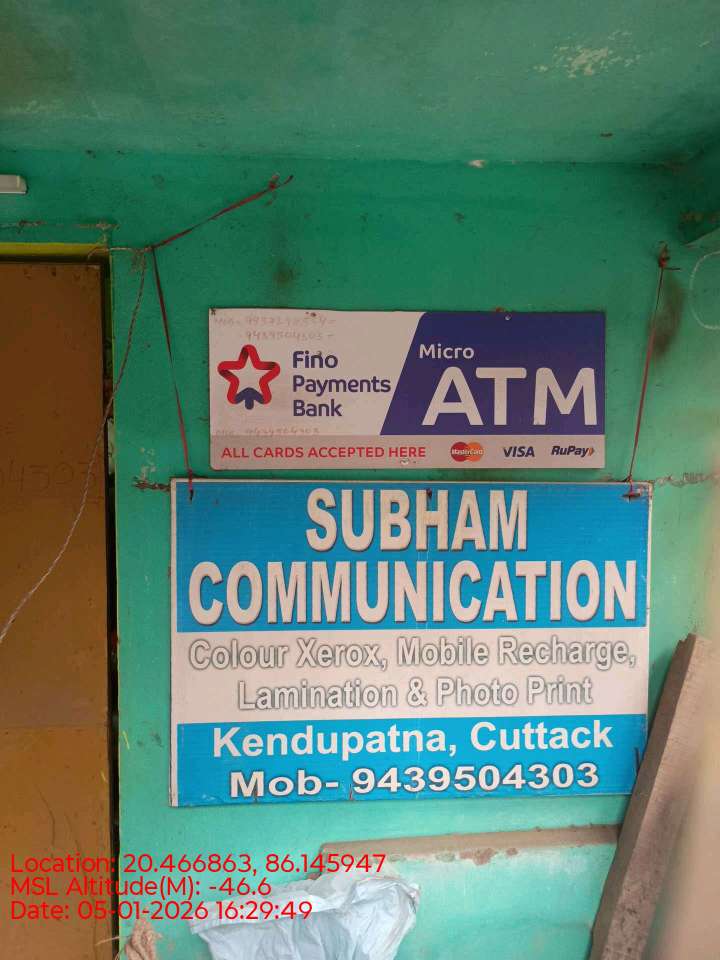 9439504303
Fino
Payments
Bank
Micro
ATM
ALL CARDS ACCEPTED HERE
MasterCard
VISA
RuPay
SUBHAM
COMMUNICATION
Colour Xerox, Mobile Recharge,
Lamination & Photo Print
Kendupatna, Cuttack
Mob- 9439504303
Location: 20.466863, 86.145947
MSL Altitude(M): -46.6
Date: 05-01-2026 16:29:49